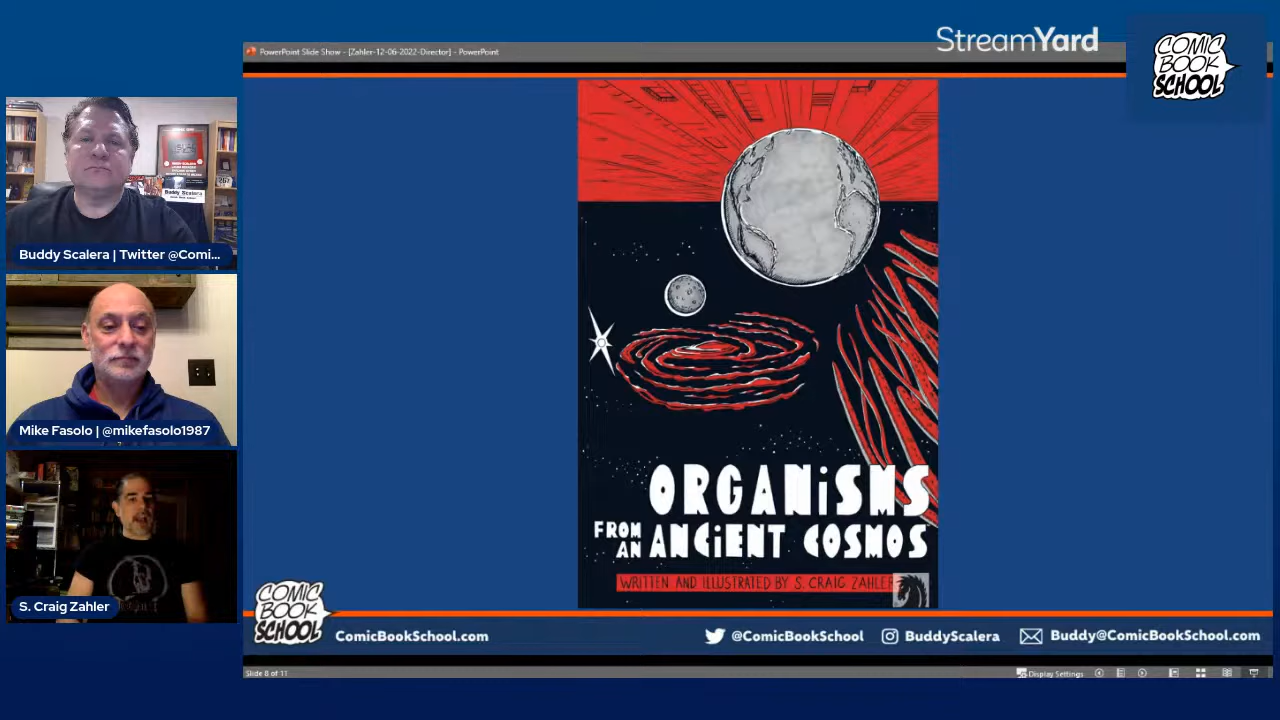 StreamYard
COMIC
BOOK
SCHOOL
PowerPoint Slide Show - [Zahler-12-06-2022-Director] - PowerPoint
Buddy Scalera
Buddy Scalera | Twitter @Comi...
Mike Fasolo | @mikefasolo1987
S. Craig Zahler
ORGANiSMS
FROM
AN
ANCiENT COSMOS
WRITTEN AND ILLUSTRATED BY S. CRAIG ZAHLER
COMIC
BOOK
SCHOOL
ComicBookSchool.com
@ComicBookSchool
BuddyScalera
Buddy@ComicBookSchool.com
Slide 8 of 11
Display Settings